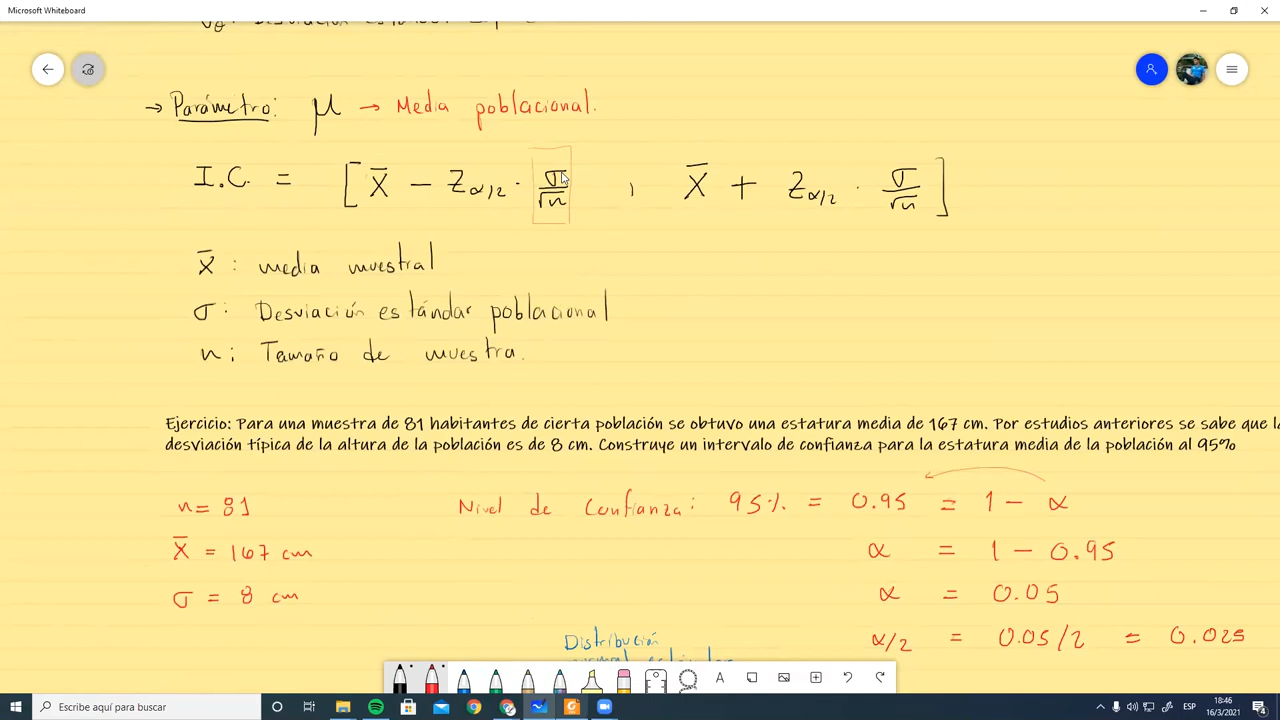 Microsoft Whiteboard
→ Parámetro: μ → Media poblacional.
I.C. = [ X̄ − Z α/2 · σ/√n , X̄ + Z α/2 · σ/√n ]
X̄ : media muestral
σ : Desviación estándar poblacional
n : Tamaño de muestra.
Ejercicio: Para una muestra de 81 habitantes de cierta población se obtuvo una estatura media de 167 cm. Por estudios anteriores se sabe que la
desviación típica de la altura de la población es de 8 cm. Construye un intervalo de confianza para la estatura media de la población al 95%
n = 81
Nivel de Confianza: 95% = 0.95 = 1 − α
X̄ = 167 cm
α = 1 − 0.95
σ = 8 cm
α = 0.05
α/2 = 0.05/2 = 0.025
Distribución
Escribe aquí para buscar
ESP
18:46
16/3/2021